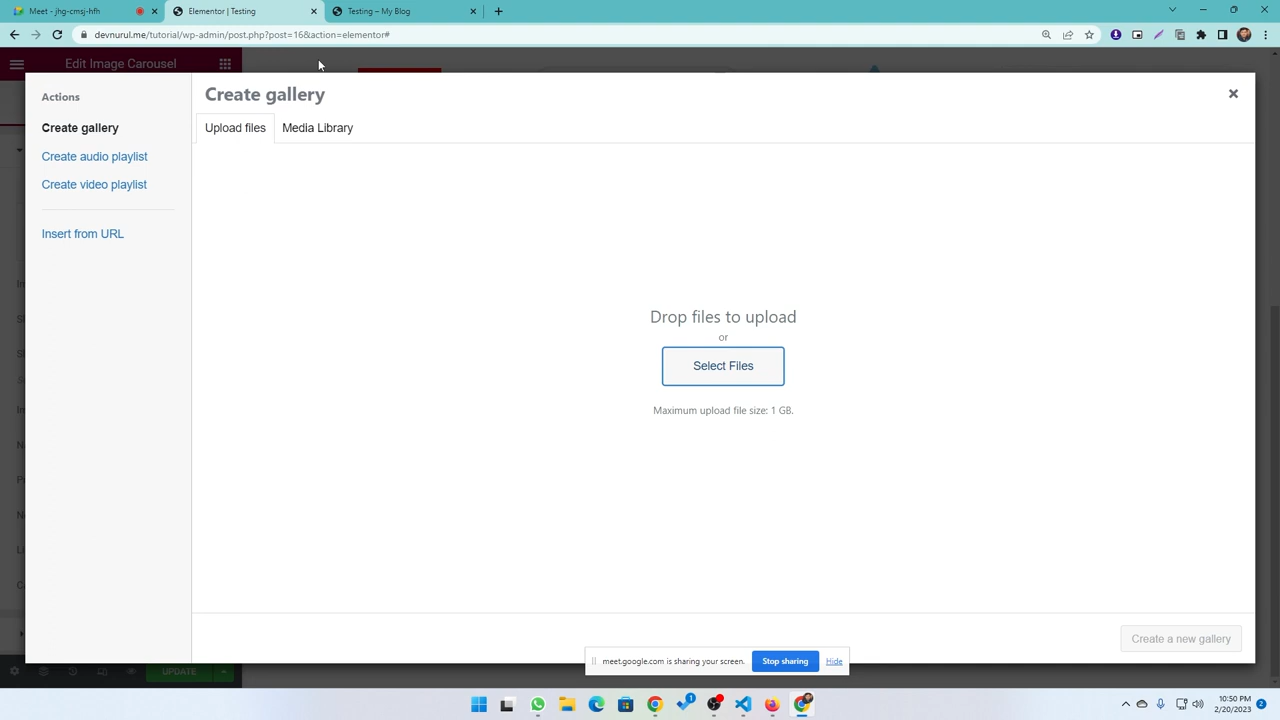 Meet - jhg-cmsj-hfh
Elementor | Testing
Testing – My Blog
devnurul.me/tutorial/wp-admin/post.php?post=16&action=elementor#
Edit Image Carousel
Actions
Create gallery
Create audio playlist
Create video playlist
Insert from URL
Create gallery
Upload files
Media Library
Drop files to upload
or
Select Files
Maximum upload file size: 1 GB.
Create a new gallery
UPDATE
meet.google.com is sharing your screen.
Stop sharing
Hide
1
10:50 PM
2/20/2023
2